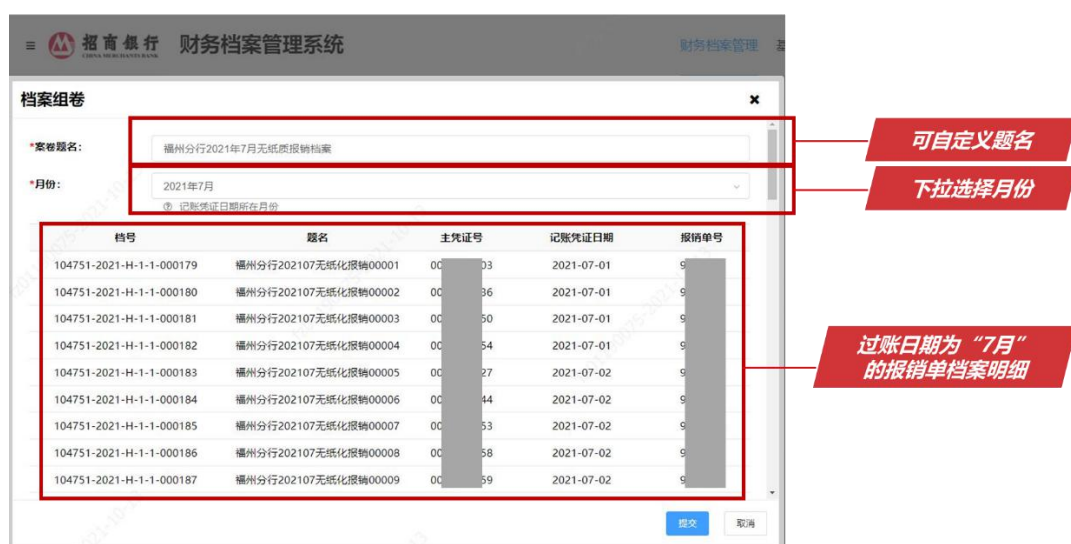 ≡ 招商银行 财务档案管理系统 财务档案管理
CHINA MERCHANTS BANK
档案组卷 ×
*案卷题名: 福州分行2021年7月无纸质报销档案
可自定义题名
*月份: 2021年7月
下拉选择月份
记账凭证日期所在月份
档号 题名 主凭证号 记账凭证日期 报销单号
104751-2021-H-1-1-000179 福州分行202107无纸化报销00001 00 03 2021-07-01 9
104751-2021-H-1-1-000180 福州分行202107无纸化报销00002 00 36 2021-07-01 9
104751-2021-H-1-1-000181 福州分行202107无纸化报销00003 00 50 2021-07-01 9
104751-2021-H-1-1-000182 福州分行202107无纸化报销00004 00 54 2021-07-01 9
104751-2021-H-1-1-000183 福州分行202107无纸化报销00005 00 27 2021-07-02 9
104751-2021-H-1-1-000184 福州分行202107无纸化报销00006 00 44 2021-07-02 9
104751-2021-H-1-1-000185 福州分行202107无纸化报销00007 00 53 2021-07-02 9
104751-2021-H-1-1-000186 福州分行202107无纸化报销00008 00 58 2021-07-02 9
104751-2021-H-1-1-000187 福州分行202107无纸化报销00009 00 59 2021-07-02 9
过账日期为“7月”
的报销单档案明细
提交 取消